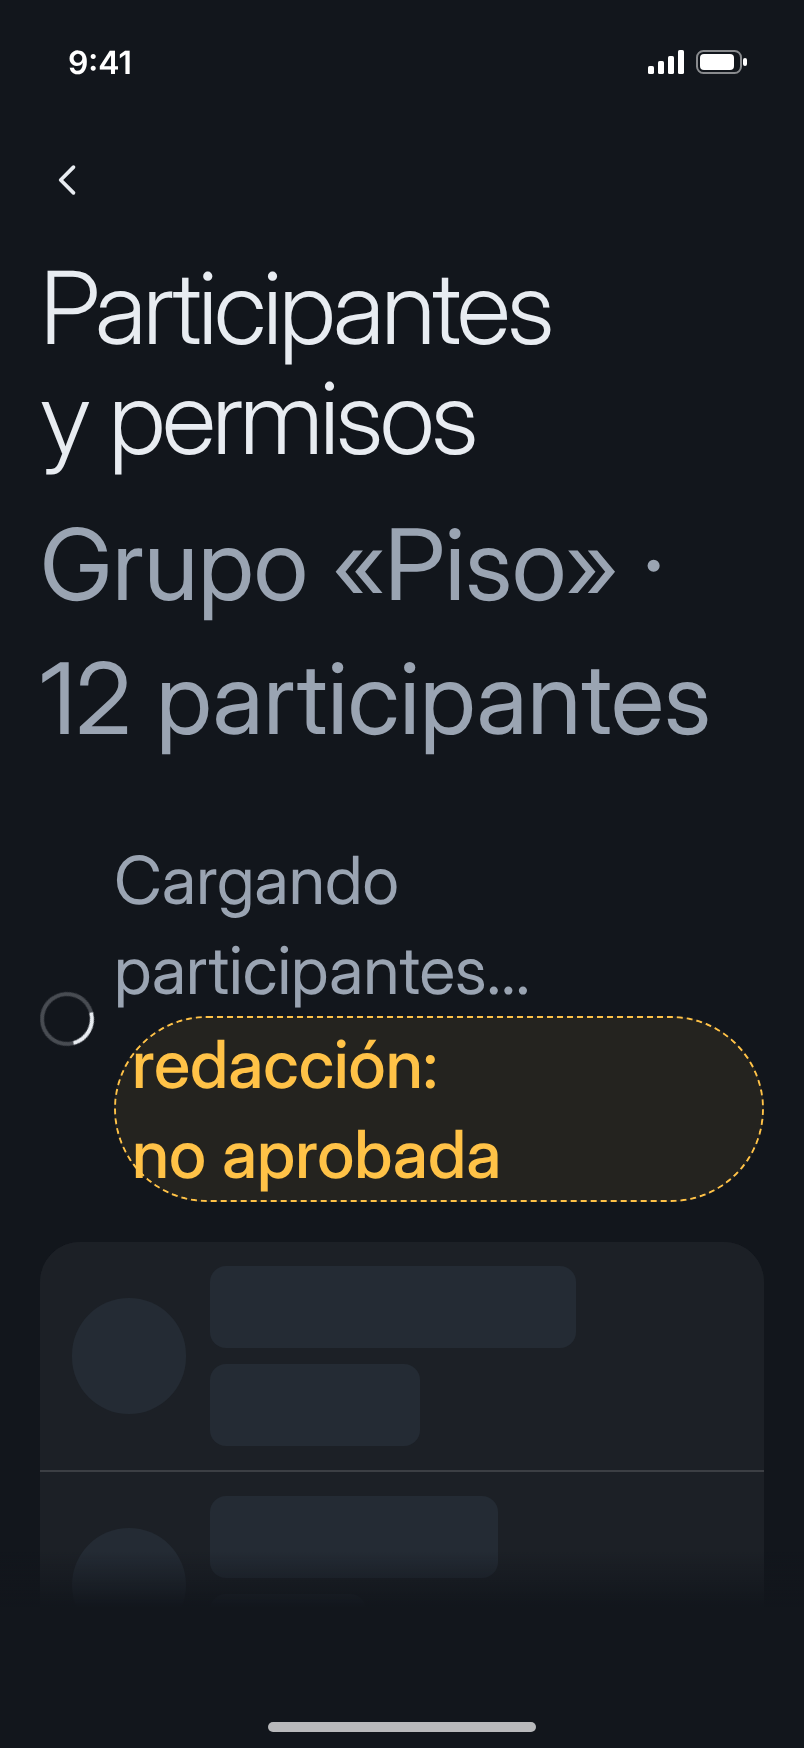 9:41
Participantes
y permisos
Grupo «Piso» ·
12 participantes
Cargando
participantes...
redacción:
no aprobada